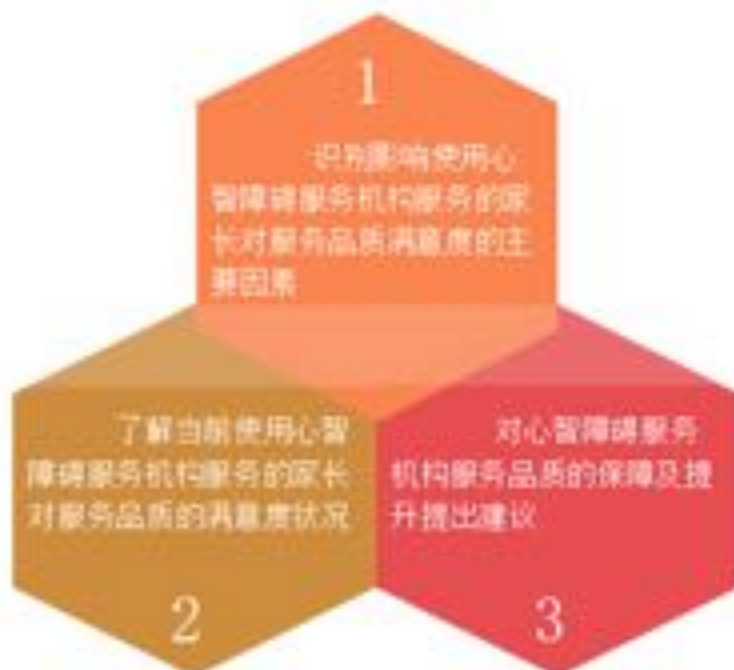 1
识别影响使用心
智障碍服务机构服务的家
长对服务品质满意度的主
要因素
了解当前使用心智
障碍服务机构服务的家长
对服务品质的满意度状况
2
对心智障碍服务
机构服务品质的保障及提
升提出建议
3